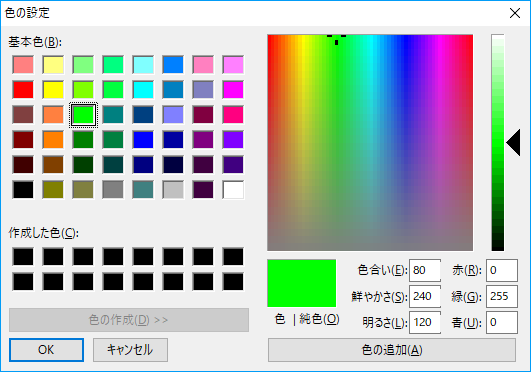 色の設定
基本色(B):
作成した色(C):
色の作成(D) >>
OK
キャンセル
色 | 純色(O)
色合い(E): 80
鮮やかさ(S): 240
明るさ(L): 120
赤(R): 0
緑(G): 255
青(U): 0
色の追加(A)